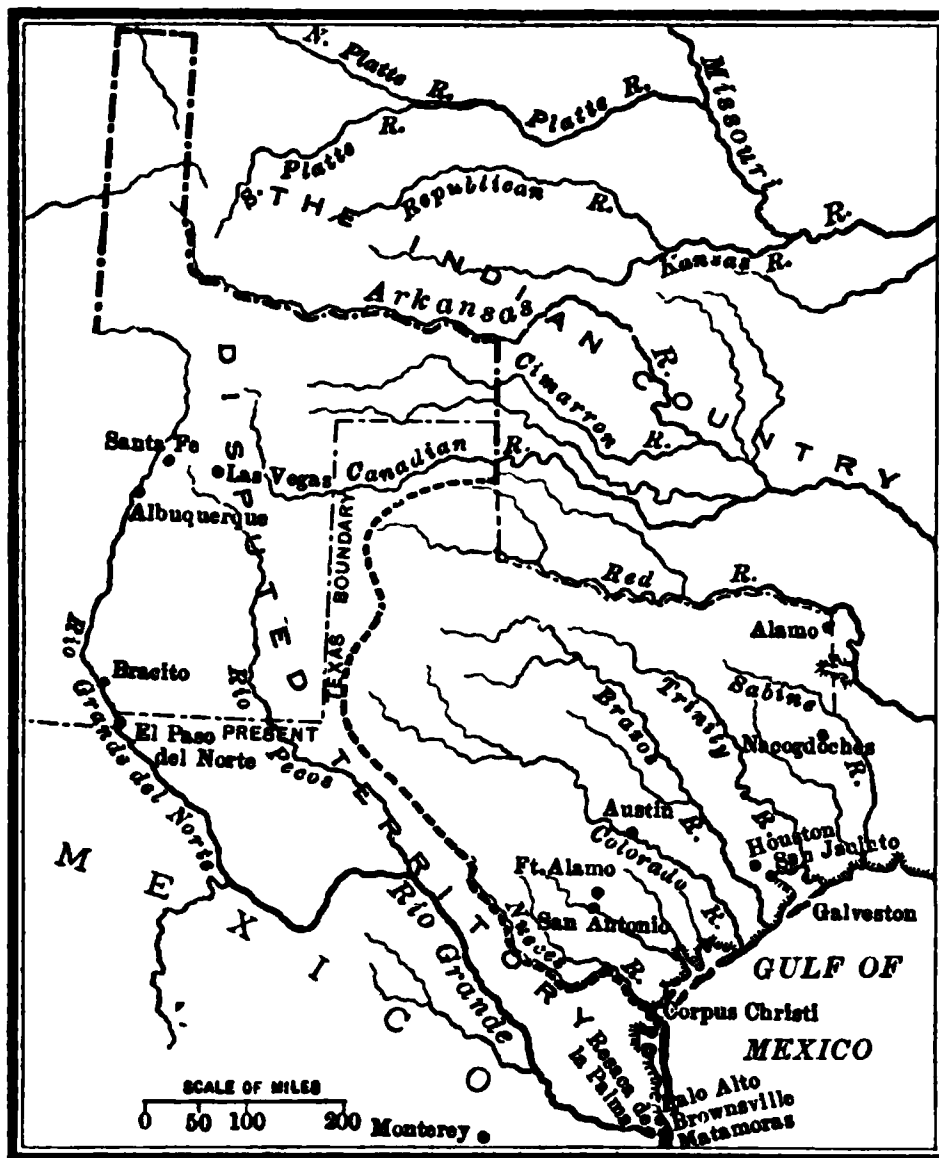 N. Platte R.
Platte R.
Missouri R.
S. Platte R.
Republican R.
Kansas R.
THE INDIAN COUNTRY
Arkansas R.
Cimarron R.
Canadian R.
Santa Fe
Las Vegas
Albuquerque
DISPUTED TERRITORY
PRESENT TEXAS BOUNDARY
Red R.
Alamo
Rio Grande del Norte
Bracito
El Paso
del Norte
Rio Pecos
Brasos R.
Trinity R.
Sabine R.
Nacogdoches
Austin
Colorado R.
Houston
San Jacinto
Ft. Alamo
San Antonio
Galveston
Nueces R.
Rio Grande
MEXICO
GULF OF
MEXICO
Corpus Christi
Resaca de
la Palma
Palo Alto
Brownsville
Matamoras
SCALE OF MILES
0 50 100 200
Monterey